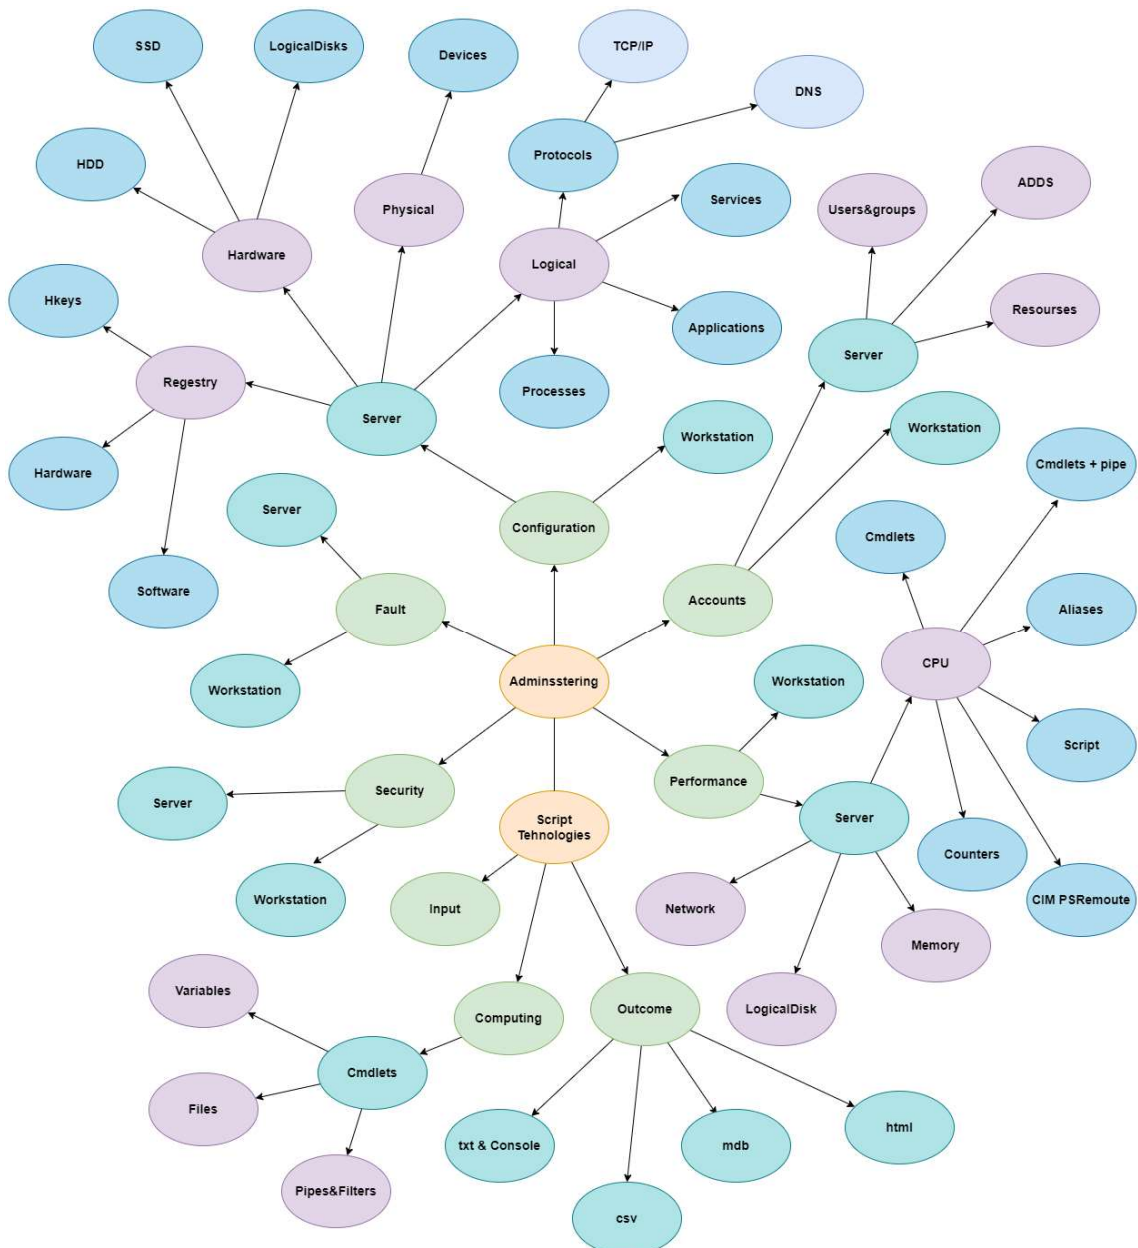 SSD
LogicalDisks
Devices
TCP/IP
DNS
HDD
Protocols
Physical
Services
Users&groups
ADDS
Hardware
Logical
Hkeys
Applications
Resourses
Server
Regestry
Processes
Server
Workstation
Workstation
Hardware
Cmdlets + pipe
Server
Configuration
Cmdlets
Software
Fault
Accounts
Aliases
CPU
Workstation
Adminsstering
Workstation
Script
Server
Security
Performance
Script
Tehnologies
Server
Counters
Workstation
Input
Network
CIM PSRemoute
Memory
Variables
Computing
Outcome
LogicalDisk
Cmdlets
Files
txt & Console
mdb
html
Pipes&Filters
csv